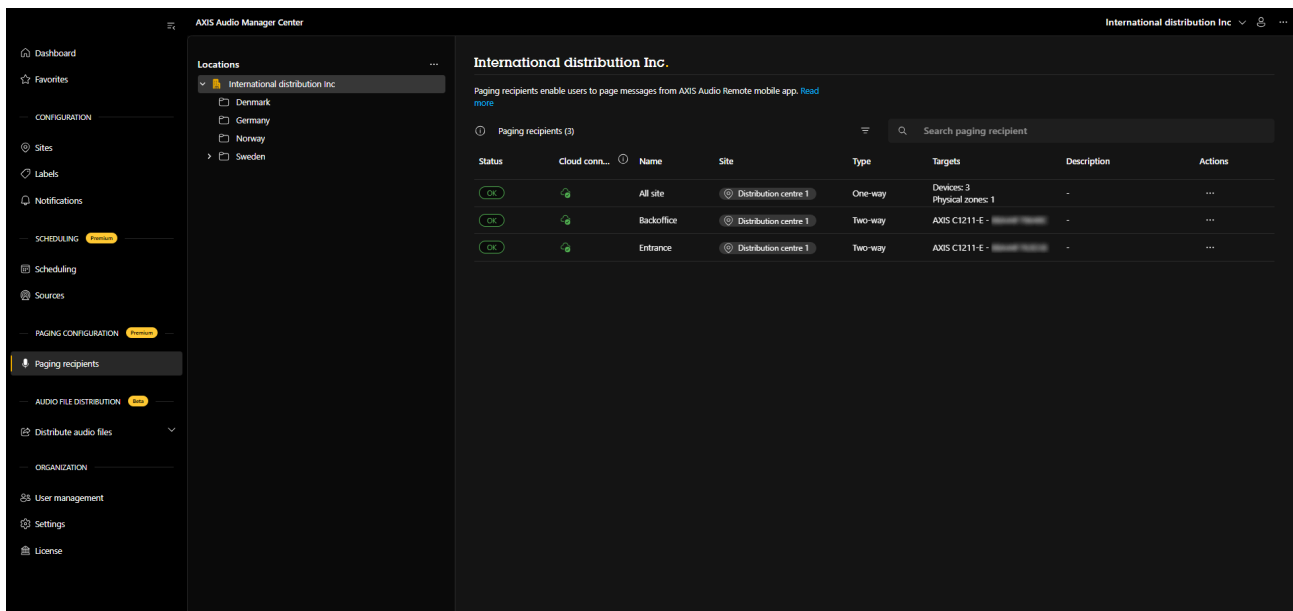 AXIS Audio Manager Center
International distribution Inc
Dashboard
Favorites
CONFIGURATION
Sites
Labels
Notifications
SCHEDULING Premium
Scheduling
Sources
PAGING CONFIGURATION Premium
Paging recipients
AUDIO FILE DISTRIBUTION Beta
Distribute audio files
ORGANIZATION
User management
Settings
License
Locations
International distribution Inc
Denmark
Germany
Norway
Sweden
International distribution Inc.
Paging recipients enable users to page messages from AXIS Audio Remote mobile app. Read
more
Paging recipients (3)
Search paging recipient
Status Cloud conn... Name Site Type Targets Description Actions
OK All site Distribution centre 1 One-way Devices: 3
Physical zones: 1 - ...
OK Backoffice Distribution centre 1 Two-way AXIS C1211-E - - ...
OK Entrance Distribution centre 1 Two-way AXIS C1211-E - - ...